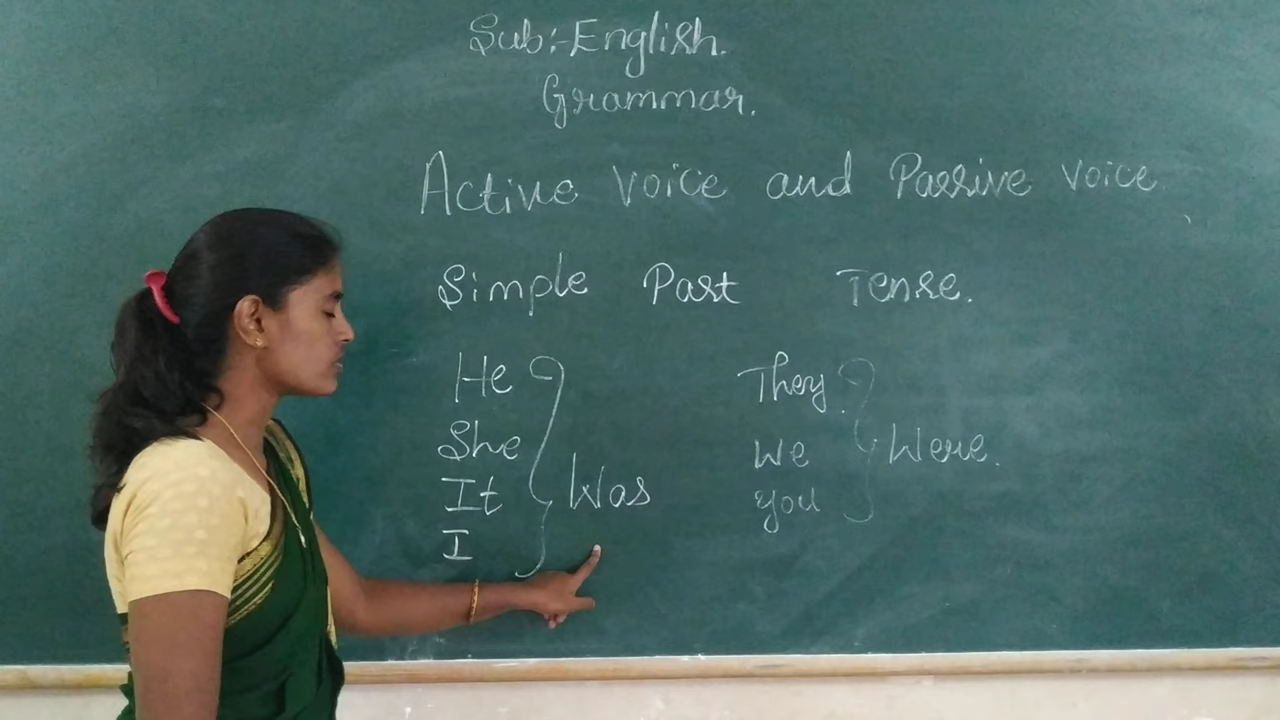 Sub:-English.
Grammar.
Active Voice and Passive Voice.
Simple Past Tense.
He
She
It
I
Was
They.
We
you
Were.